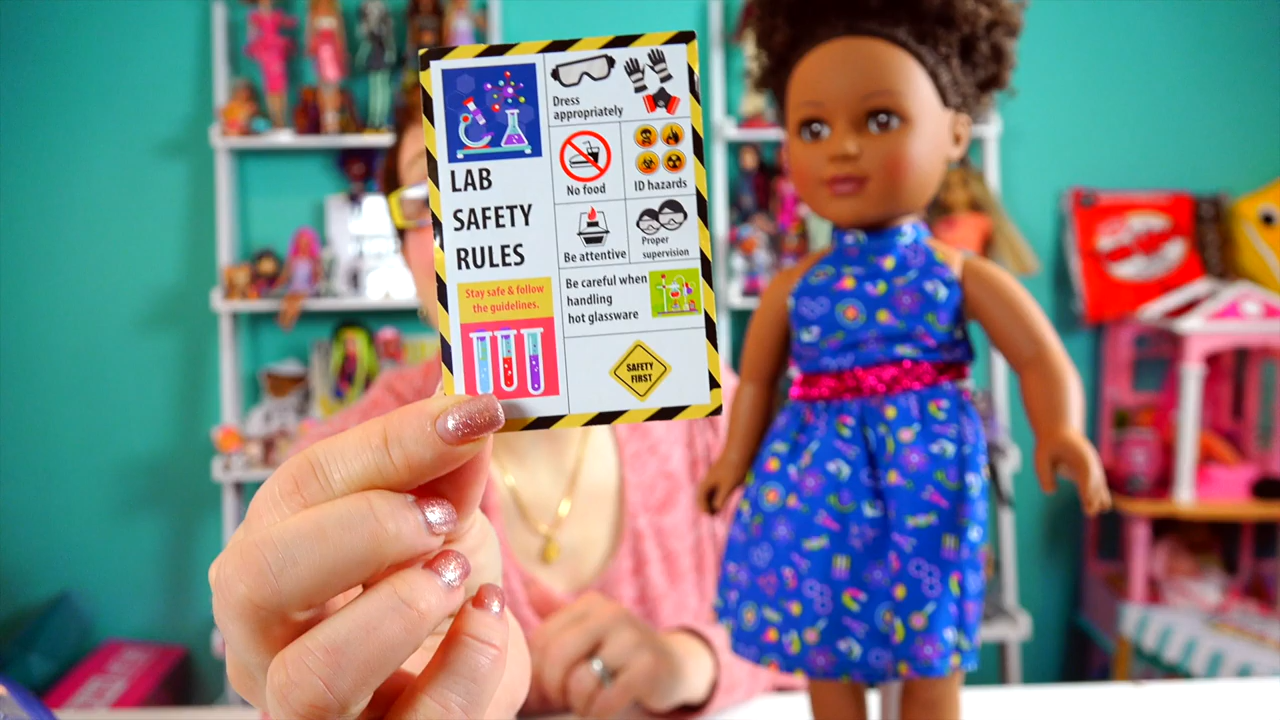 LAB
SAFETY
RULES
Stay safe & follow
the guidelines.
Dress
appropriately
No food
ID hazards
Be attentive
Proper
supervision
Be careful when
handling
hot glassware
SAFETY
FIRST